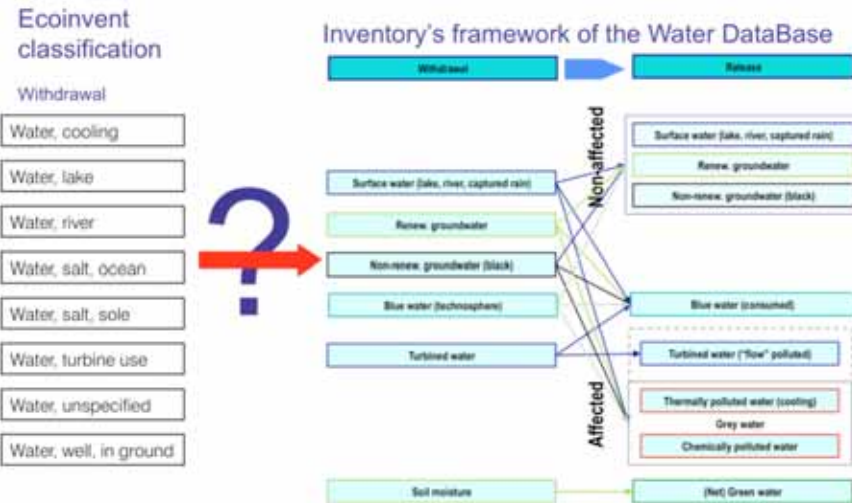 Ecoinvent
classification
Withdrawal
Water, cooling
Water, lake
Water, river
Water, salt, ocean
Water, salt, sole
Water, turbine use
Water, unspecified
Water, well, in ground
?
Inventory's framework of the Water DataBase
Withdrawal
Release
Surface water (lake, river, captured rain)
Renew. groundwater
Non-renew. groundwater (black)
Blue water (technosphere)
Turbined water
Soil moisture
Non-affected
Affected
Surface water (lake, river, captured rain)
Renew. groundwater
Non-renew. groundwater (black)
Blue water (consumed)
Turbined water ("flow" polluted)
Thermally polluted water (cooling)
Grey water
Chemically polluted water
(Net) Green water